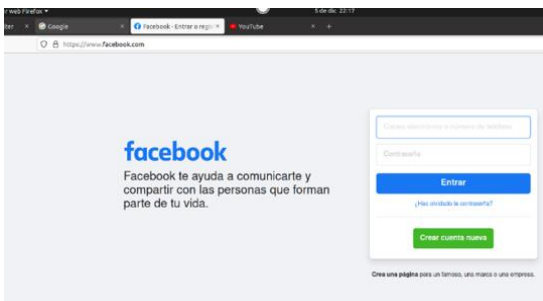 r web Firefox
5 de dic 22:17
tter × Google × Facebook - Entrar o regis × YouTube × +
https://www.facebook.com
facebook
Facebook te ayuda a comunicarte y
compartir con las personas que forman
parte de tu vida.
Correo electrónico o número de teléfono
Contraseña
Entrar
¿Has olvidado la contraseña?
Crear cuenta nueva
Crea una página para un famoso, una marca o una empresa.